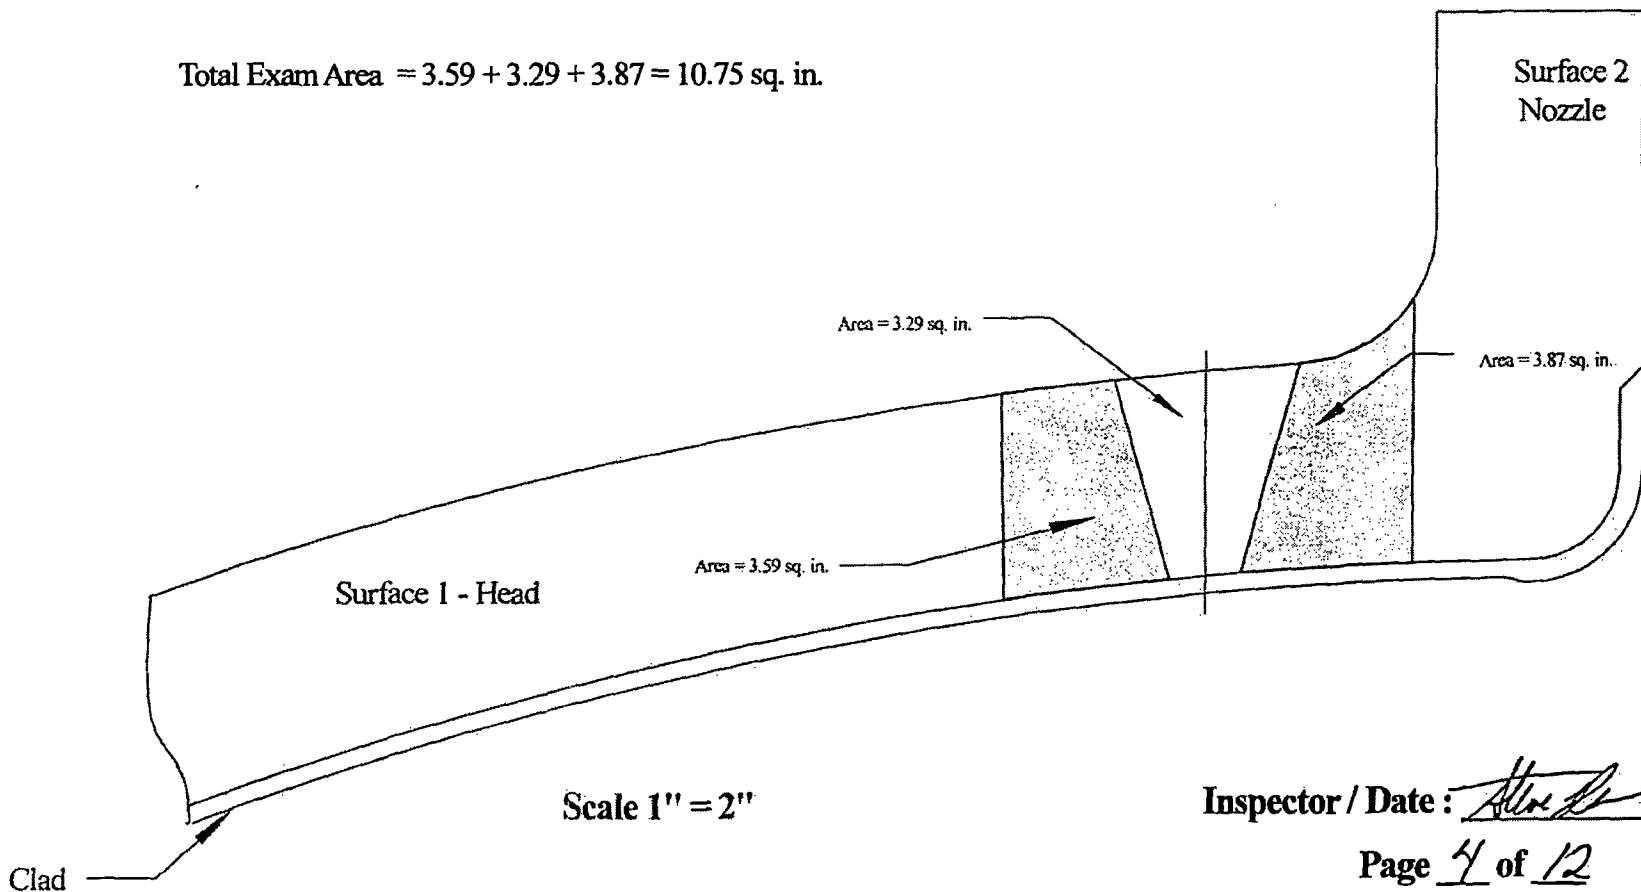 Total Exam Area = 3.59 + 3.29 + 3.87 = 10.75 sq. in.
Surface 2
Nozzle
Area = 3.29 sq. in.
Area = 3.87 sq. in.
Area = 3.59 sq. in.
Surface 1 - Head
Scale 1" = 2"
Inspector / Date :
Page 4 of 12
Clad